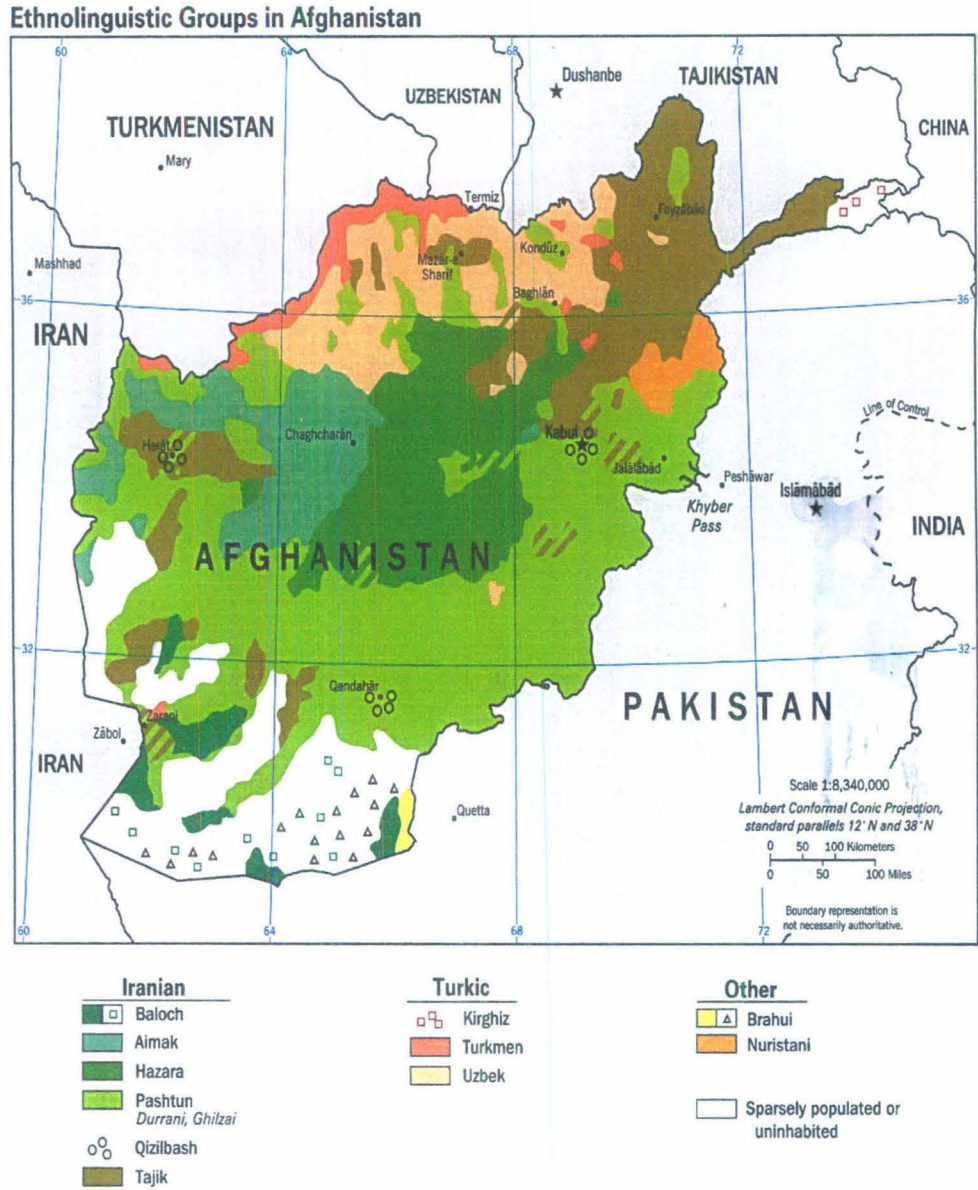 Ethnolinguistic Groups in Afghanistan
60
64
68
72
Dushanbe
TAJIKISTAN
UZBEKISTAN
TURKMENISTAN
CHINA
Mary
Termiz
Feyzābād
Mashhad
Mazār-e
Sharīf
Kondūz
Baghlān
36
36
IRAN
Line of Control
Herāt
Chaghcharān
Kabul
Jalālābād
Peshāwar
Islāmābād
Khyber
Pass
INDIA
AFGHANISTAN
32
32
Qandahār
PAKISTAN
Zaranj
Zābol
IRAN
Quetta
Scale 1:8,340,000
Lambert Conformal Conic Projection,
standard parallels 12°N and 38°N
0 50 100 Kilometers
0 50 100 Miles
Boundary representation is
not necessarily authoritative.
60
64
68
72
Iranian
Baloch
Aimak
Hazara
Pashtun
Durrani, Ghilzai
Qizilbash
Tajik
Turkic
Kirghiz
Turkmen
Uzbek
Other
Brahui
Nuristani
Sparsely populated or
uninhabited